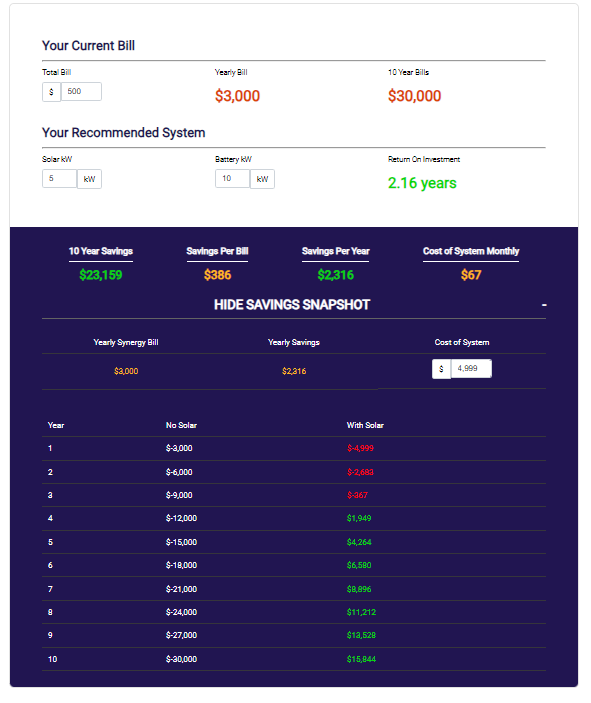 Your Current Bill
Total Bill Yearly Bill 10 Year Bills
$ 500 $3,000 $30,000
Your Recommended System
Solar kW Battery kW Return On Investment
5 kW 10 kW 2.16 years
10 Year Savings Savings Per Bill Savings Per Year Cost of System Monthly
$23,159 $386 $2,316 $67
HIDE SAVINGS SNAPSHOT -
Yearly Synergy Bill Yearly Savings Cost of System
$3,000 $2,316 $ 4,999
Year No Solar With Solar
1 $-3,000 $-4,999
2 $-6,000 $-2,683
3 $-9,000 $-367
4 $-12,000 $1,949
5 $-15,000 $4,264
6 $-18,000 $6,580
7 $-21,000 $8,896
8 $-24,000 $11,212
9 $-27,000 $13,528
10 $-30,000 $15,844